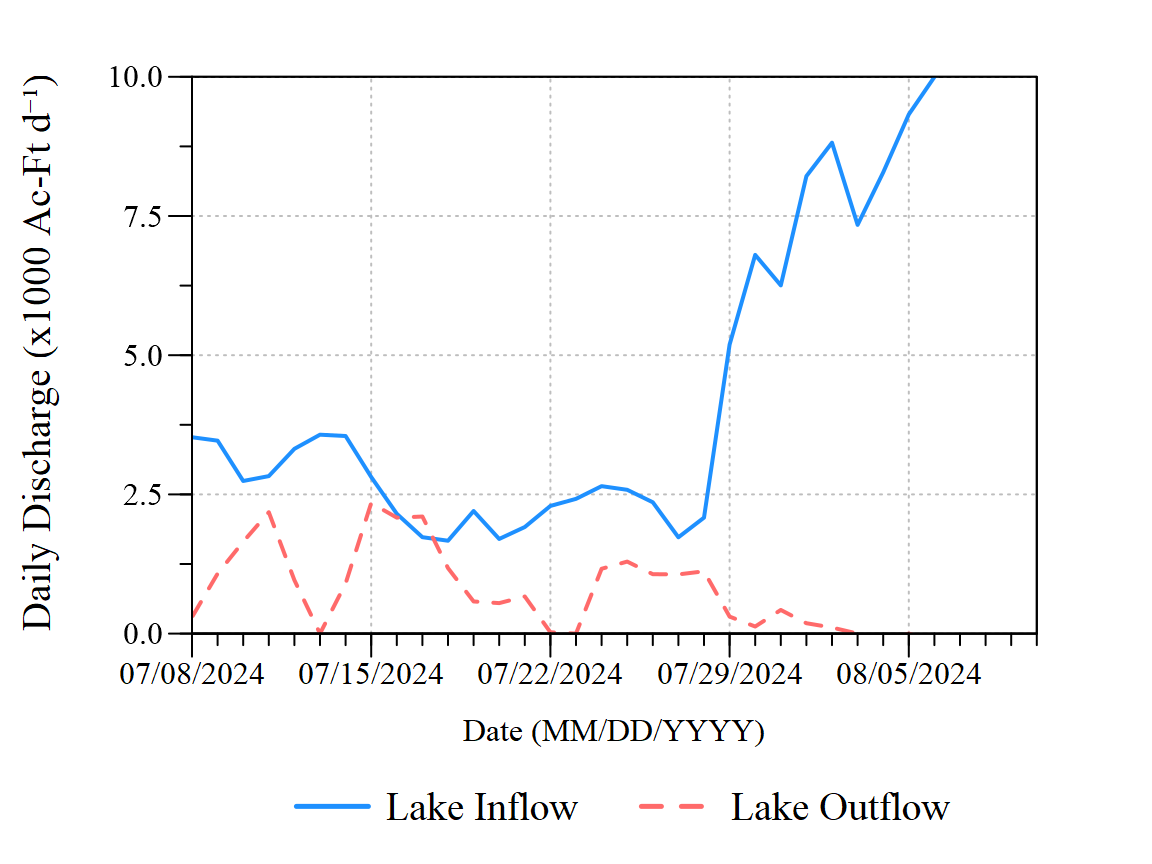 Daily Discharge (x1000 Ac-Ft d⁻¹)
10.0
7.5
5.0
2.5
0.0
07/08/2024 07/15/2024 07/22/2024 07/29/2024 08/05/2024
Date (MM/DD/YYYY)
Lake Inflow Lake Outflow